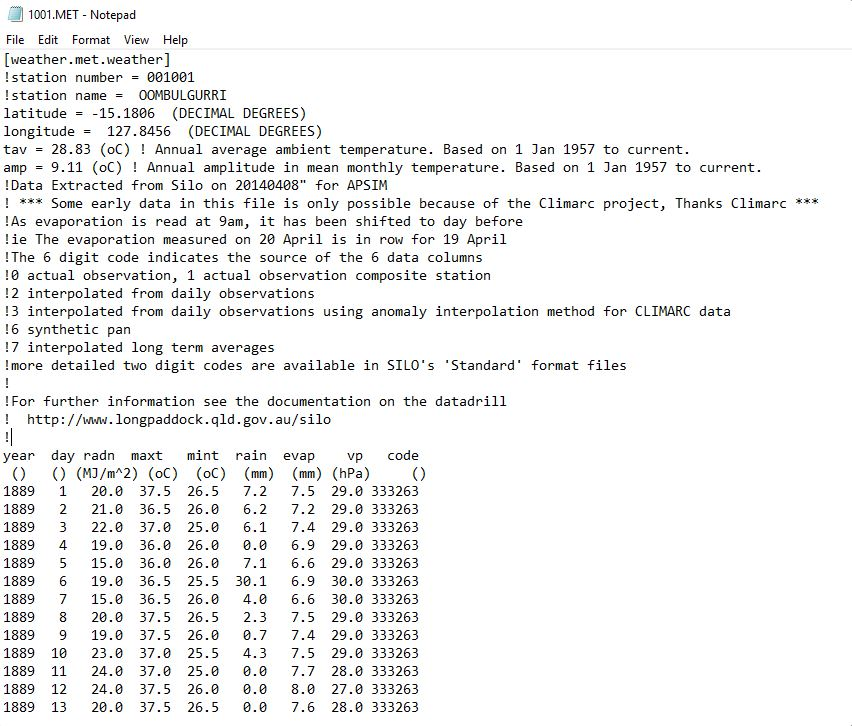 1001.MET - Notepad
File Edit Format View Help
[weather.met.weather]
!station number = 001001
!station name =  OOMBULGURRI
latitude = -15.1806  (DECIMAL DEGREES)
longitude =  127.8456  (DECIMAL DEGREES)
tav = 28.83 (oC) ! Annual average ambient temperature. Based on 1 Jan 1957 to current.
amp = 9.11 (oC) ! Annual amplitude in mean monthly temperature. Based on 1 Jan 1957 to current.
!Data Extracted from Silo on 20140408" for APSIM
! *** Some early data in this file is only possible because of the Climarc project, Thanks Climarc ***
!As evaporation is read at 9am, it has been shifted to day before
!ie The evaporation measured on 20 April is in row for 19 April
!The 6 digit code indicates the source of the 6 data columns
!0 actual observation, 1 actual observation composite station
!2 interpolated from daily observations
!3 interpolated from daily observations using anomaly interpolation method for CLIMARC data
!6 synthetic pan
!7 interpolated long term averages
!more detailed two digit codes are available in SILO's 'Standard' format files
!
!For further information see the documentation on the datadrill
!  http://www.longpaddock.qld.gov.au/silo
!
year  day radn  maxt   mint  rain  evap    vp   code
 ()   () (MJ/m^2) (oC)  (oC)  (mm)  (mm) (hPa)     ()
1889   1   20.0  37.5  26.5   7.2   7.5  29.0 333263
1889   2   21.0  36.5  26.0   6.2   7.2  29.0 333263
1889   3   22.0  37.0  25.0   6.1   7.4  29.0 333263
1889   4   19.0  36.0  26.0   0.0   6.9  29.0 333263
1889   5   15.0  36.0  26.0   7.1   6.6  29.0 333263
1889   6   19.0  36.5  25.5  30.1   6.9  30.0 333263
1889   7   15.0  36.5  26.0   4.0   6.6  30.0 333263
1889   8   20.0  37.5  26.5   2.3   7.5  29.0 333263
1889   9   19.0  37.5  26.0   0.7   7.4  29.0 333263
1889  10   23.0  37.0  25.5   4.3   7.5  29.0 333263
1889  11   24.0  37.0  25.0   0.0   7.7  28.0 333263
1889  12   24.0  37.5  26.0   0.0   8.0  27.0 333263
1889  13   20.0  37.5  26.5   0.0   7.6  28.0 333263